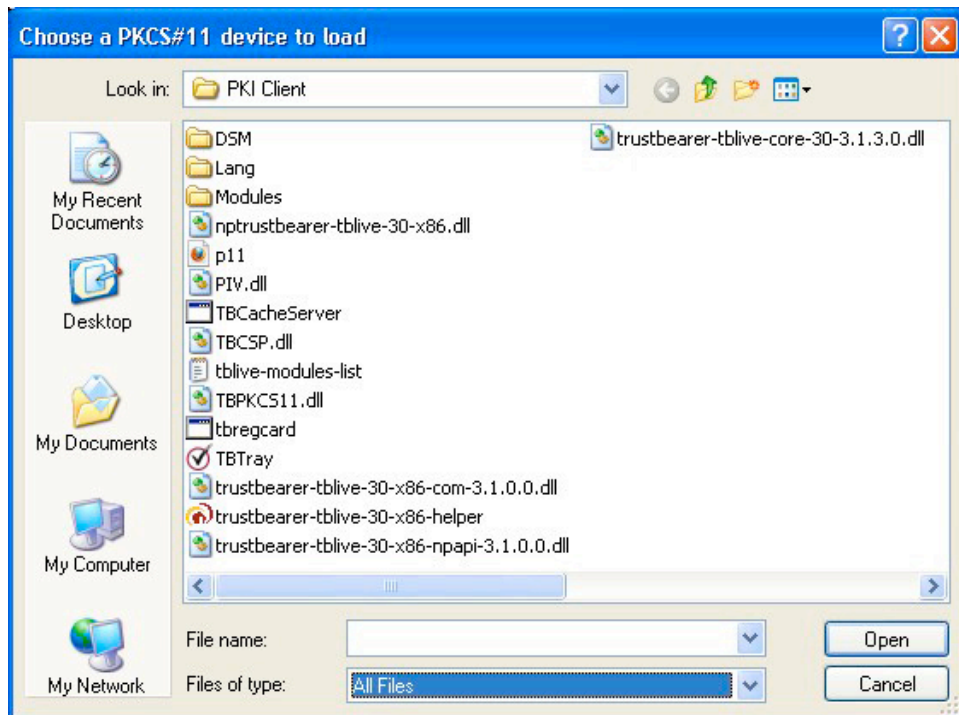 Choose a PKCS#11 device to load
Look in:
PKI Client
My Recent
Documents
Desktop
My Documents
My Computer
My Network
DSM
Lang
Modules
nptrustbearer-tblive-30-x86.dll
p11
PIV.dll
TBCacheServer
TBCSP.dll
tblive-modules-list
TBPKCS11.dll
tbregcard
TBTray
trustbearer-tblive-30-x86-com-3.1.0.0.dll
trustbearer-tblive-30-x86-helper
trustbearer-tblive-30-x86-npapi-3.1.0.0.dll
trustbearer-tblive-core-30-3.1.3.0.dll
File name:
Open
Files of type:
All Files
Cancel